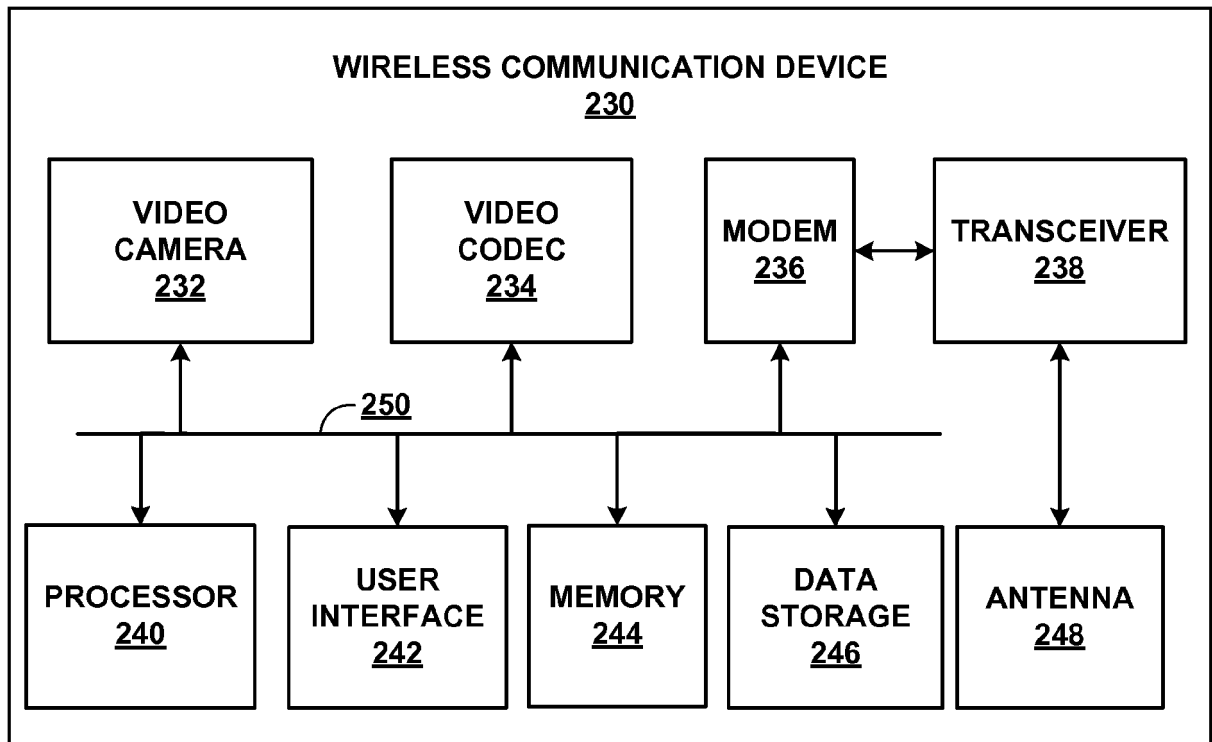 WIRELESS COMMUNICATION DEVICE
230
VIDEO
CAMERA
232
VIDEO
CODEC
234
MODEM
236
TRANSCEIVER
238
250
PROCESSOR
240
USER
INTERFACE
242
MEMORY
244
DATA
STORAGE
246
ANTENNA
248